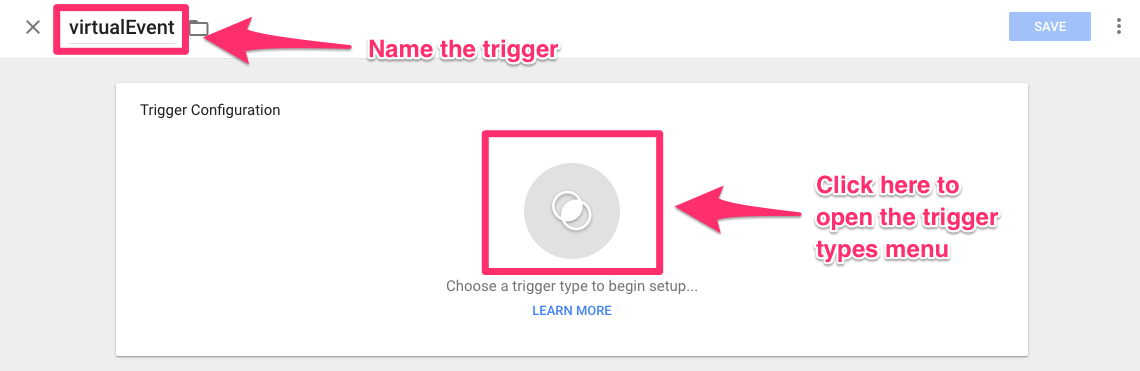 virtualEvent
SAVE
Name the trigger
Trigger Configuration
Click here to
open the trigger
types menu
Choose a trigger type to begin setup...
LEARN MORE